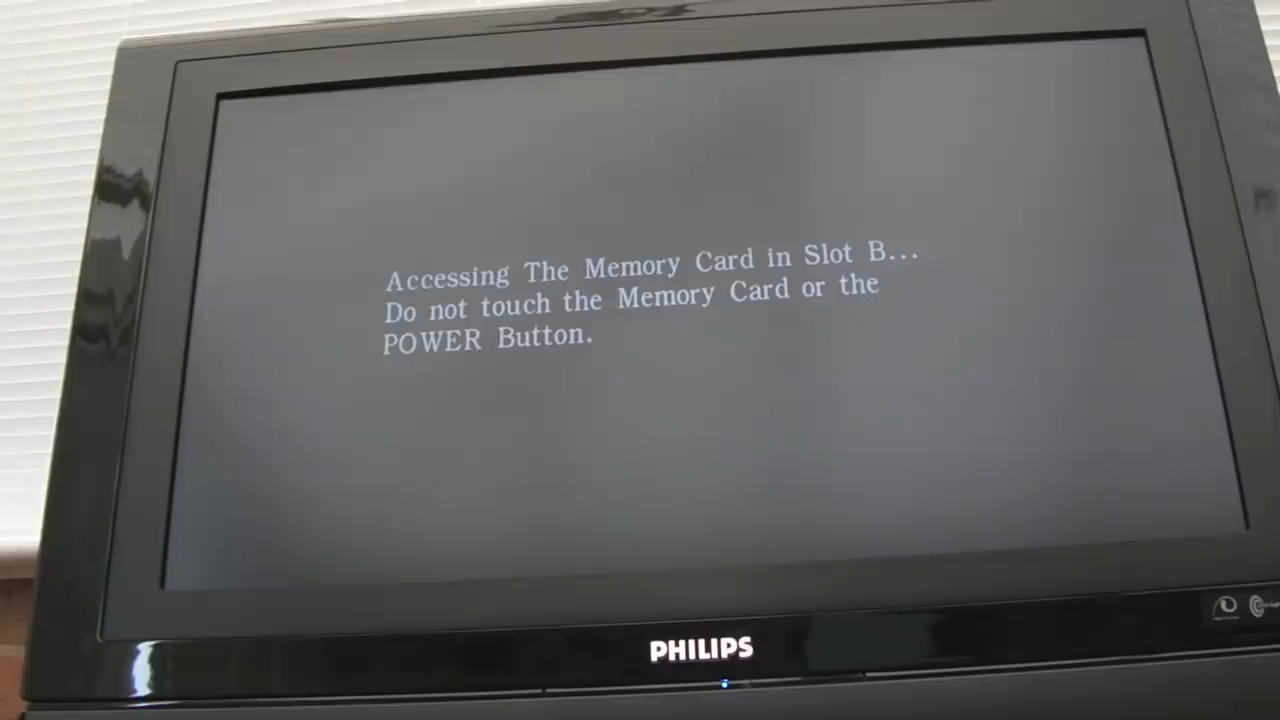 Accessing The Memory Card in Slot B...
Do not touch the Memory Card or the
POWER Button.
PHILIPS